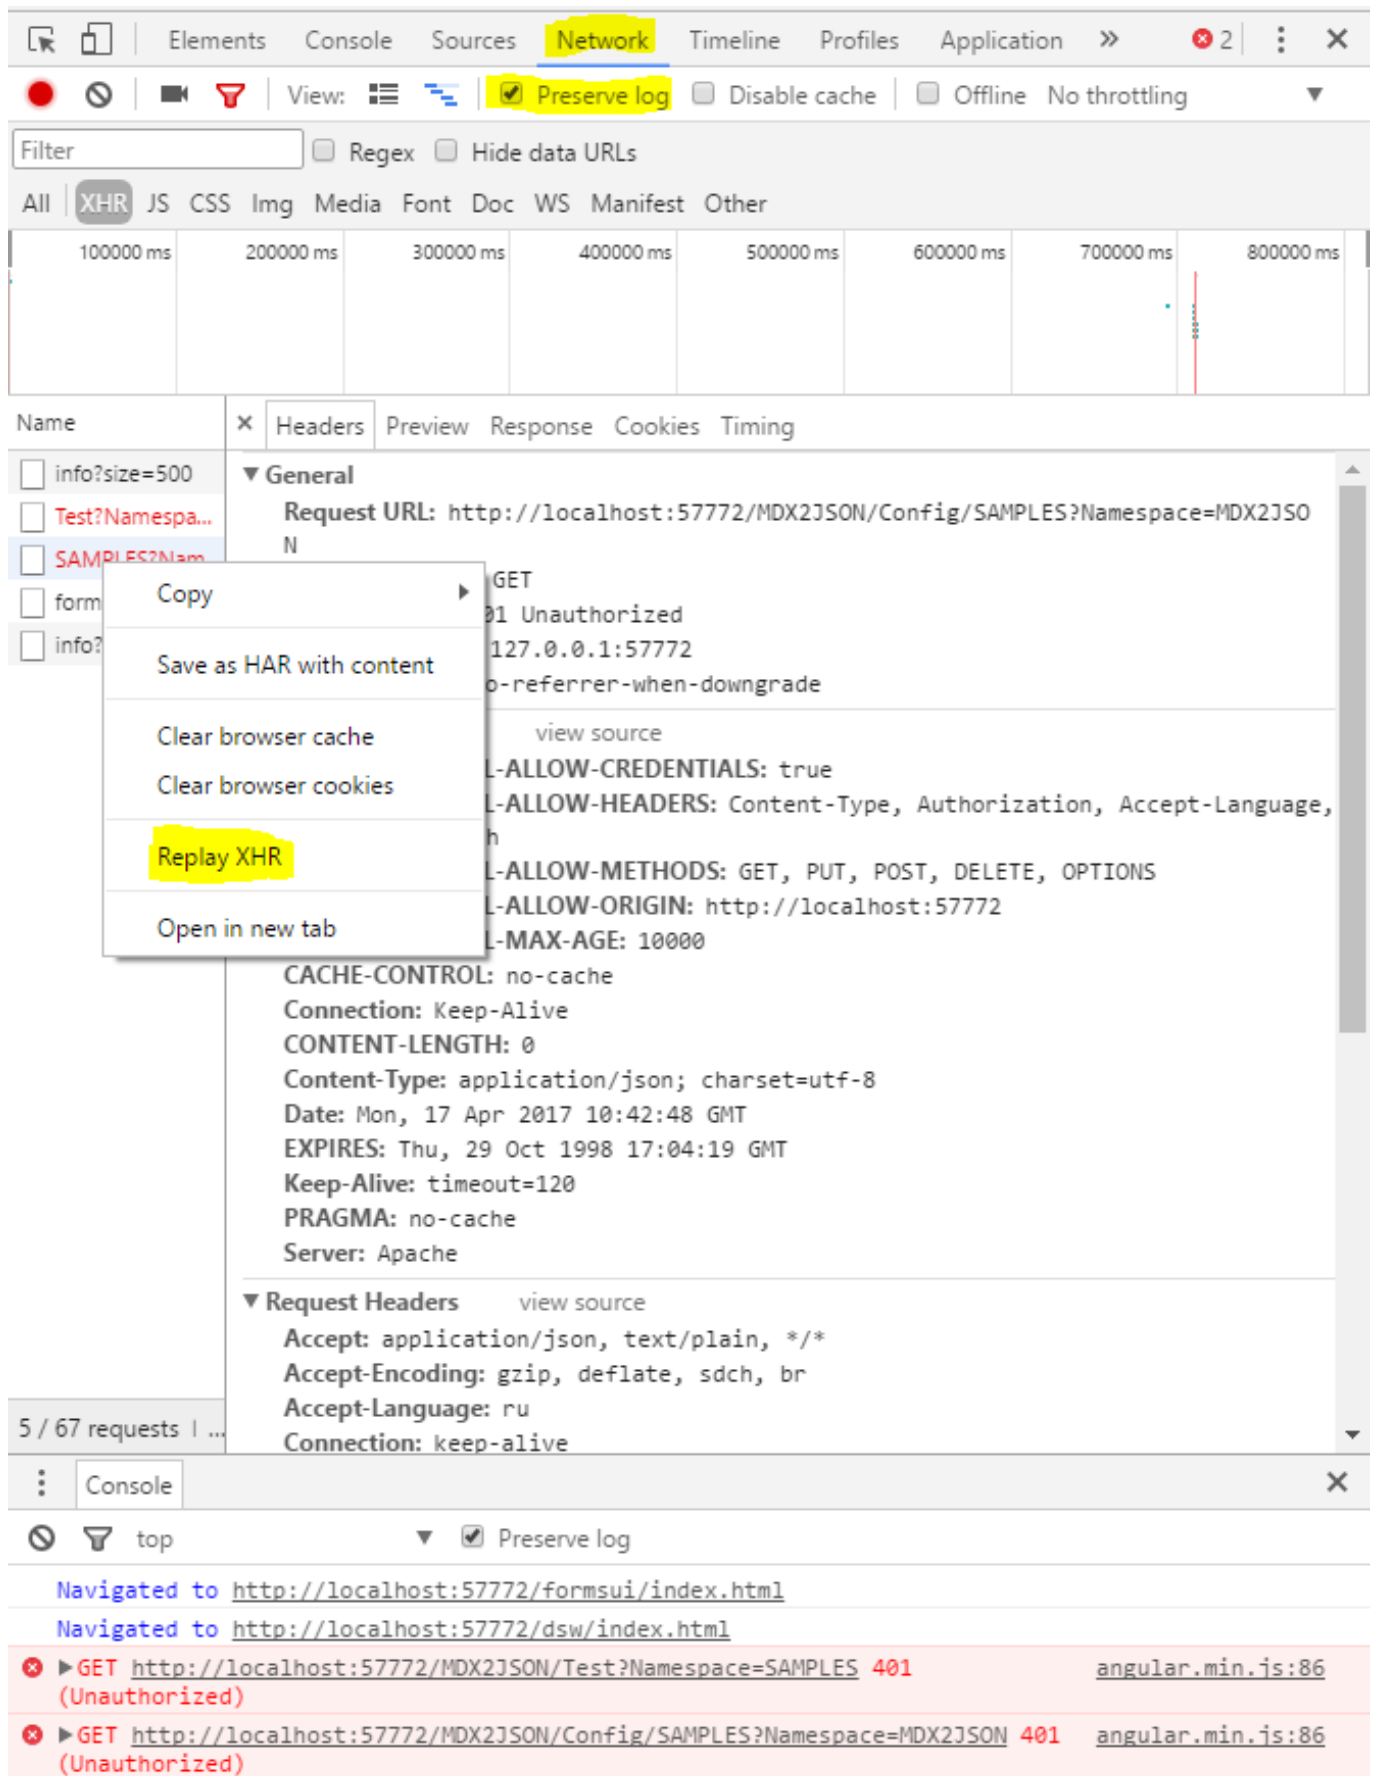 Elements Console Sources Network Timeline Profiles Application » 2
View: Preserve log Disable cache Offline No throttling
Filter Regex Hide data URLs
All XHR JS CSS Img Media Font Doc WS Manifest Other
100000 ms 200000 ms 300000 ms 400000 ms 500000 ms 600000 ms 700000 ms 800000 ms
Name × Headers Preview Response Cookies Timing
info?size=500
Test?Namespa...
SAMPLES?Nam
form
info?
General
Request URL: http://localhost:57772/MDX2JSON/Config/SAMPLES?Namespace=MDX2JSO
N
GET
01 Unauthorized
127.0.0.1:57772
o-referrer-when-downgrade
view source
L-ALLOW-CREDENTIALS: true
L-ALLOW-HEADERS: Content-Type, Authorization, Accept-Language,
h
L-ALLOW-METHODS: GET, PUT, POST, DELETE, OPTIONS
L-ALLOW-ORIGIN: http://localhost:57772
L-MAX-AGE: 10000
CACHE-CONTROL: no-cache
Connection: Keep-Alive
CONTENT-LENGTH: 0
Content-Type: application/json; charset=utf-8
Date: Mon, 17 Apr 2017 10:42:48 GMT
EXPIRES: Thu, 29 Oct 1998 17:04:19 GMT
Keep-Alive: timeout=120
PRAGMA: no-cache
Server: Apache
Request Headers view source
Accept: application/json, text/plain, */*
Accept-Encoding: gzip, deflate, sdch, br
Accept-Language: ru
Connection: keep-alive
Copy
Save as HAR with content
Clear browser cache
Clear browser cookies
Replay XHR
Open in new tab
5 / 67 requests | ...
Console
top Preserve log
Navigated to http://localhost:57772/formsui/index.html
Navigated to http://localhost:57772/dsw/index.html
GET http://localhost:57772/MDX2JSON/Test?Namespace=SAMPLES 401 angular.min.js:86
(Unauthorized)
GET http://localhost:57772/MDX2JSON/Config/SAMPLES?Namespace=MDX2JSON 401 angular.min.js:86
(Unauthorized)